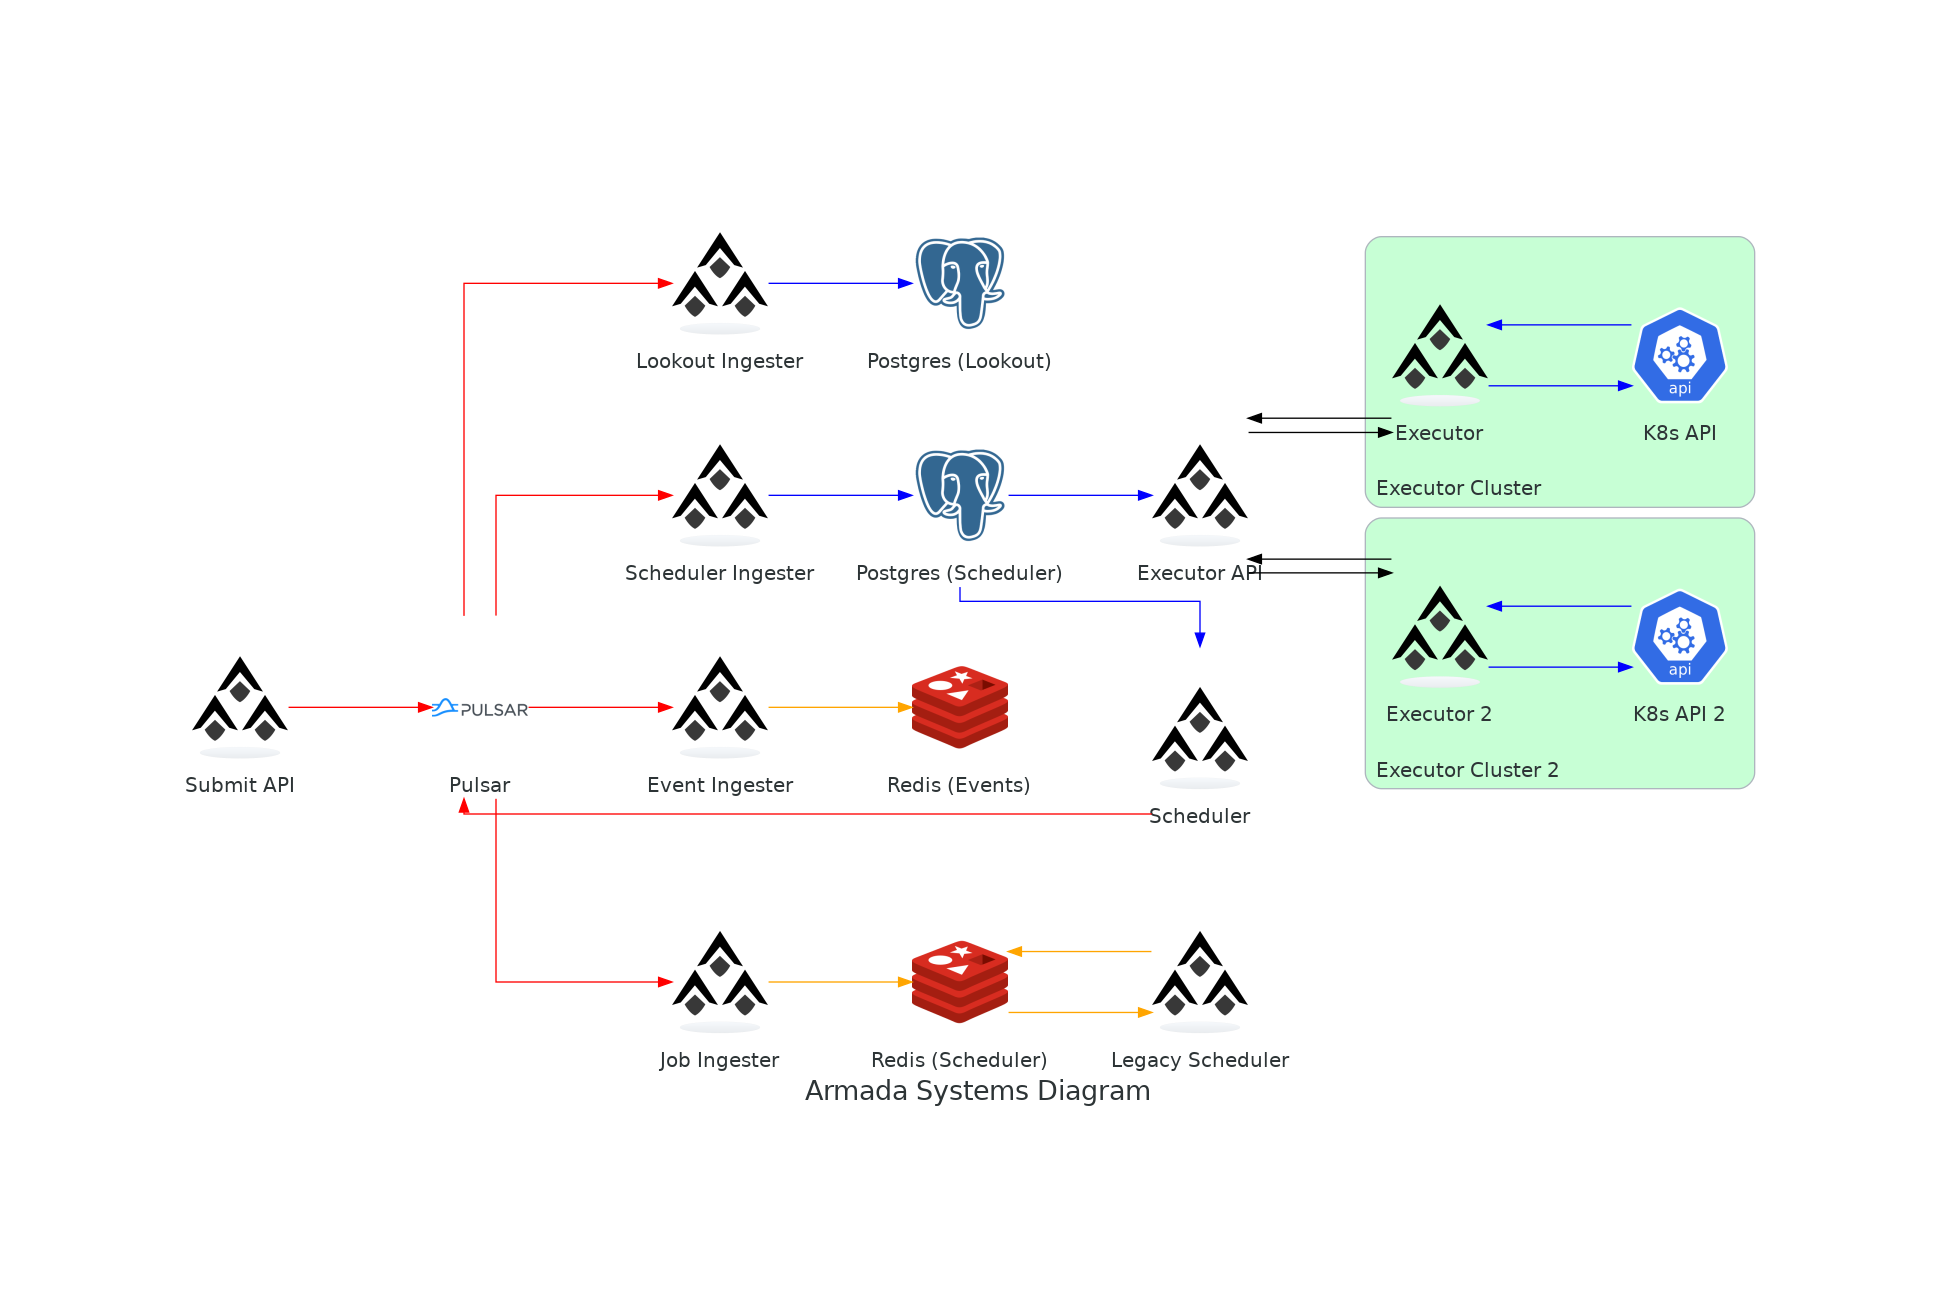 Lookout Ingester
Postgres (Lookout)
api
Executor
K8s API
Executor Cluster
Scheduler Ingester
Postgres (Scheduler)
Executor API
api
Executor 2
K8s API 2
Executor Cluster 2
PULSAR
Submit API
Pulsar
Event Ingester
Redis (Events)
Scheduler
Job Ingester
Redis (Scheduler)
Legacy Scheduler
Armada Systems Diagram